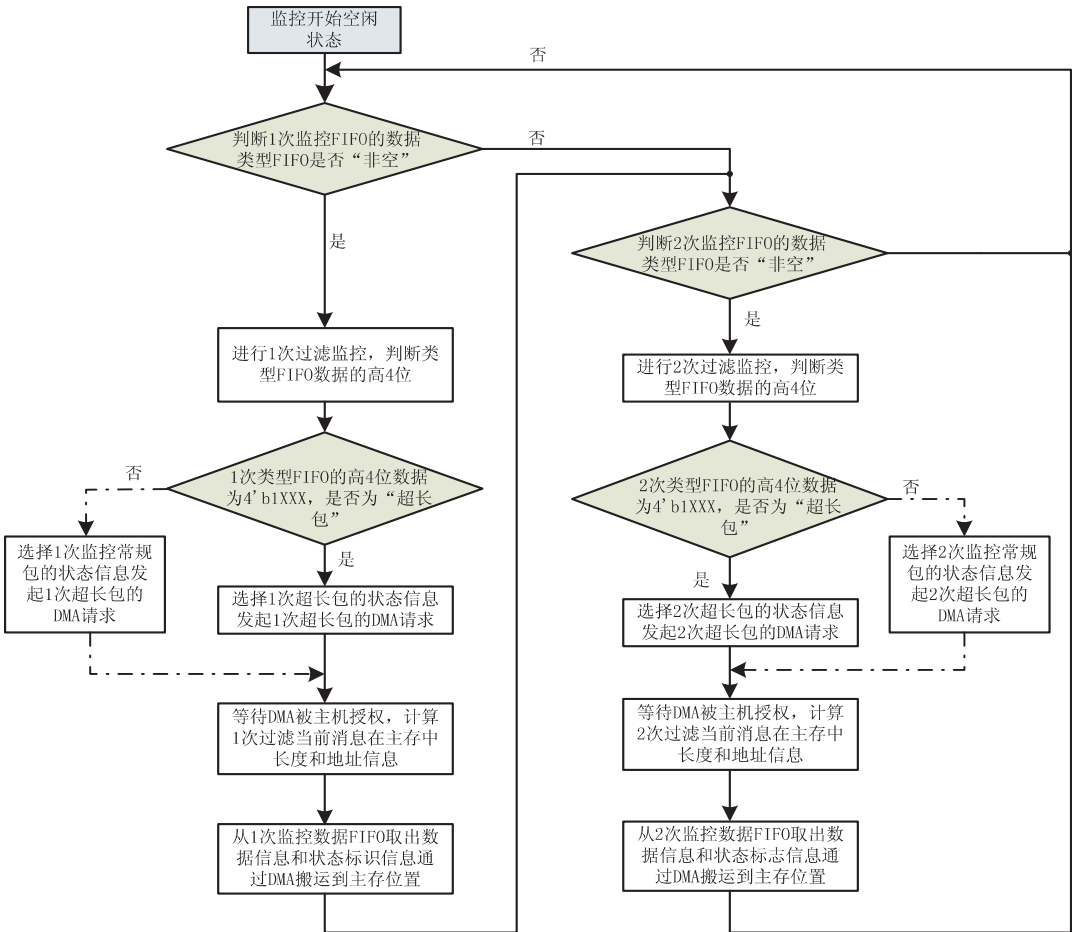 监控开始空闲
状态
否
判断1次监控FIFO的数据
类型FIFO是否“非空”
否
是
判断2次监控FIFO的数据
类型FIFO是否“非空”
是
进行1次过滤监控，判断类
型FIFO数据的高4位
进行2次过滤监控，判断类
型FIFO数据的高4位
1次类型FIFO的高4位数据
为4'b1XXX，是否为“超长
包”
否
是
选择1次监控常规
包的状态信息发
起1次超长包的
DMA请求
选择1次超长包的状态信息
发起1次超长包的DMA请求
2次类型FIFO的高4位数据
为4'b1XXX，是否为“超长
包”
否
是
选择2次监控常规
包的状态信息发
起2次超长包的
DMA请求
选择2次超长包的状态信息
发起2次超长包的DMA请求
等待DMA被主机授权，计算
1次过滤当前消息在主存中
长度和地址信息
等待DMA被主机授权，计算
2次过滤当前消息在主存中
长度和地址信息
从1次监控数据FIFO取出数
据信息和状态标识信息通
过DMA搬运到主存位置
从2次监控数据FIFO取出数
据信息和状态标志信息通
过DMA搬运到主存位置